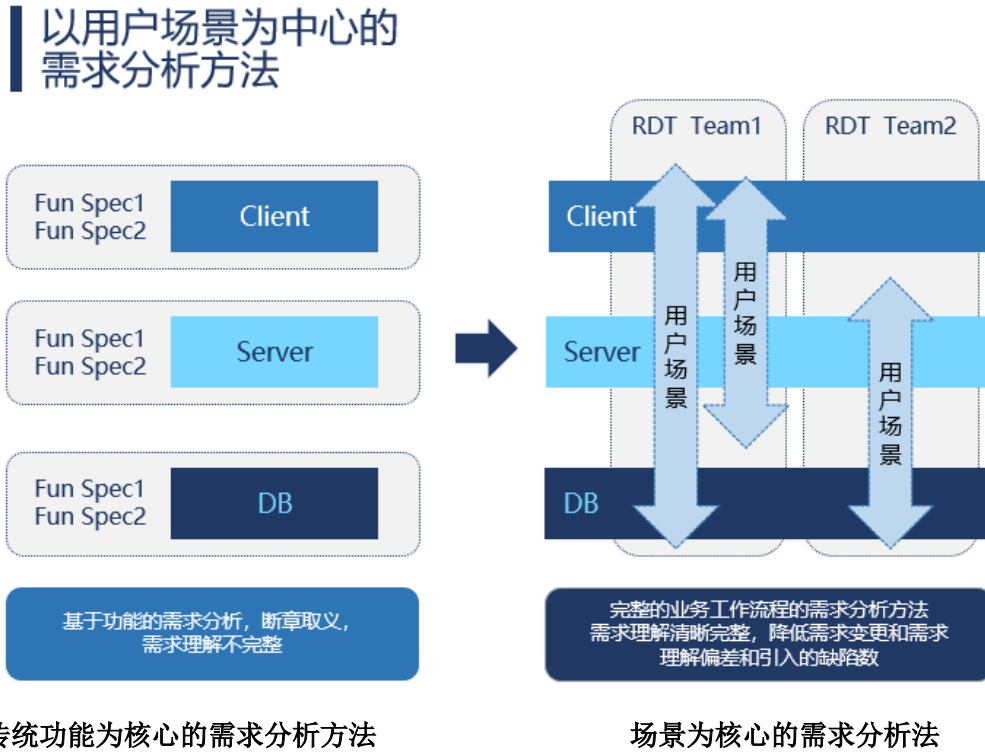 以用户场景为中心的
需求分析方法
Fun Spec1
Fun Spec2
Client
Fun Spec1
Fun Spec2
Server
Fun Spec1
Fun Spec2
DB
基于功能的需求分析，断章取义，
需求理解不完整
传统功能为核心的需求分析方法
RDT Team1
RDT Team2
Client
Server
DB
用户场景
用户场景
用户场景
完整的业务工作流程的需求分析方法
需求理解清晰完整，降低需求变更和需求
理解偏差和引入的缺陷数
场景为核心的需求分析法